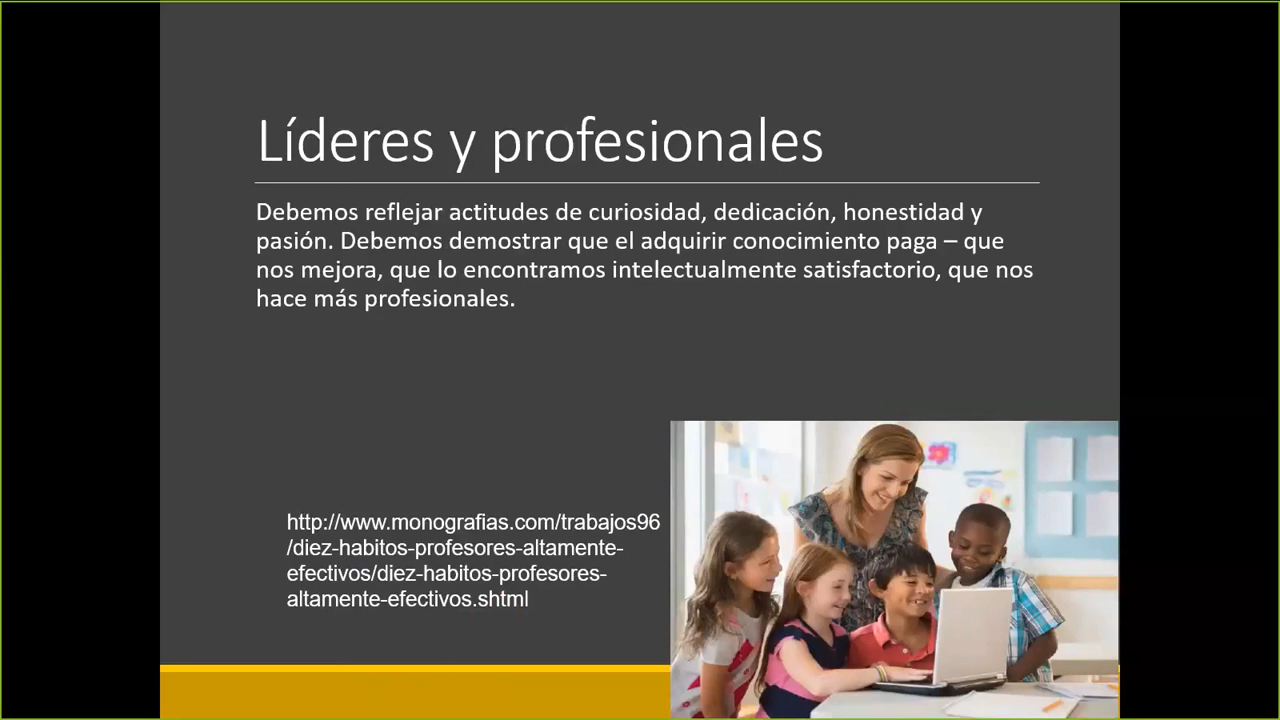 Líderes y profesionales
Debemos reflejar actitudes de curiosidad, dedicación, honestidad y
pasión. Debemos demostrar que el adquirir conocimiento paga – que
nos mejora, que lo encontramos intelectualmente satisfactorio, que nos
hace más profesionales.
http://www.monografias.com/trabajos96
/diez-habitos-profesores-altamente-
efectivos/diez-habitos-profesores-
altamente-efectivos.shtml